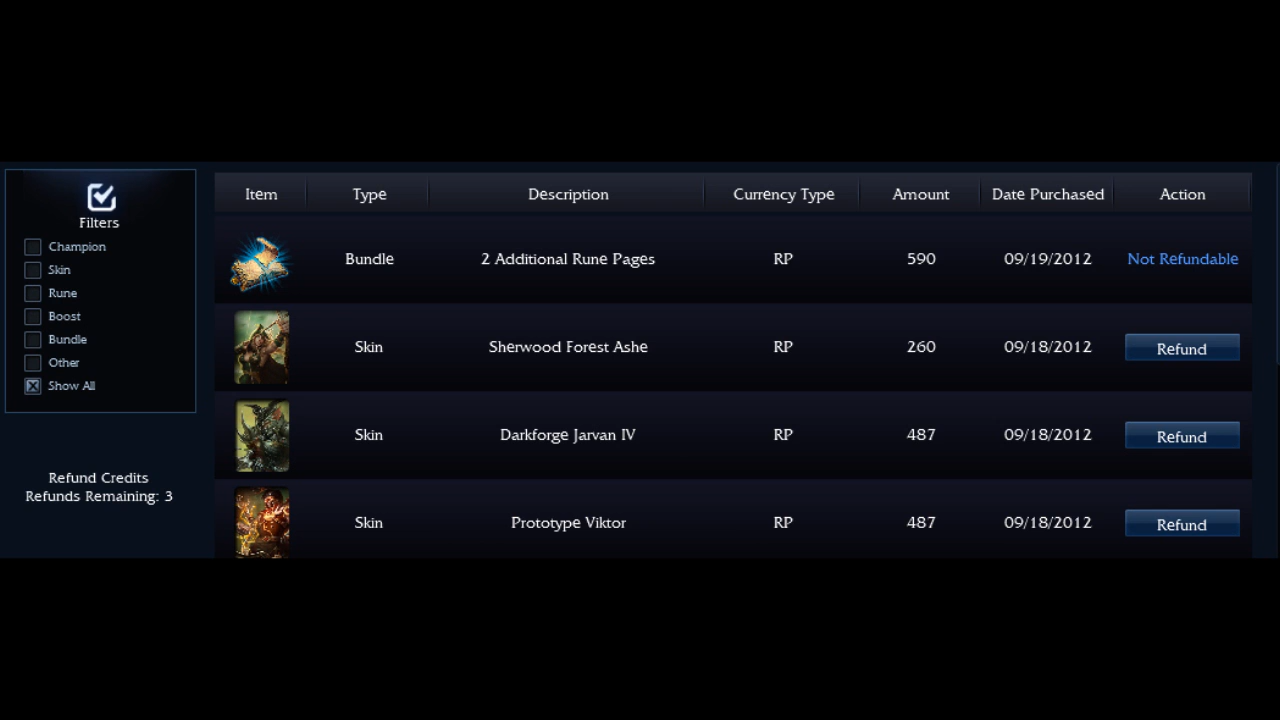 Filters
Champion
Skin
Rune
Boost
Bundle
Other
Show All
Refund Credits
Refunds Remaining: 3
Item Type Description Currency Type Amount Date Purchased Action
Bundle 2 Additional Rune Pages RP 590 09/19/2012 Not Refundable
Skin Sherwood Forest Ashe RP 260 09/18/2012 Refund
Skin Darkforge Jarvan IV RP 487 09/18/2012 Refund
Skin Prototype Viktor RP 487 09/18/2012 Refund